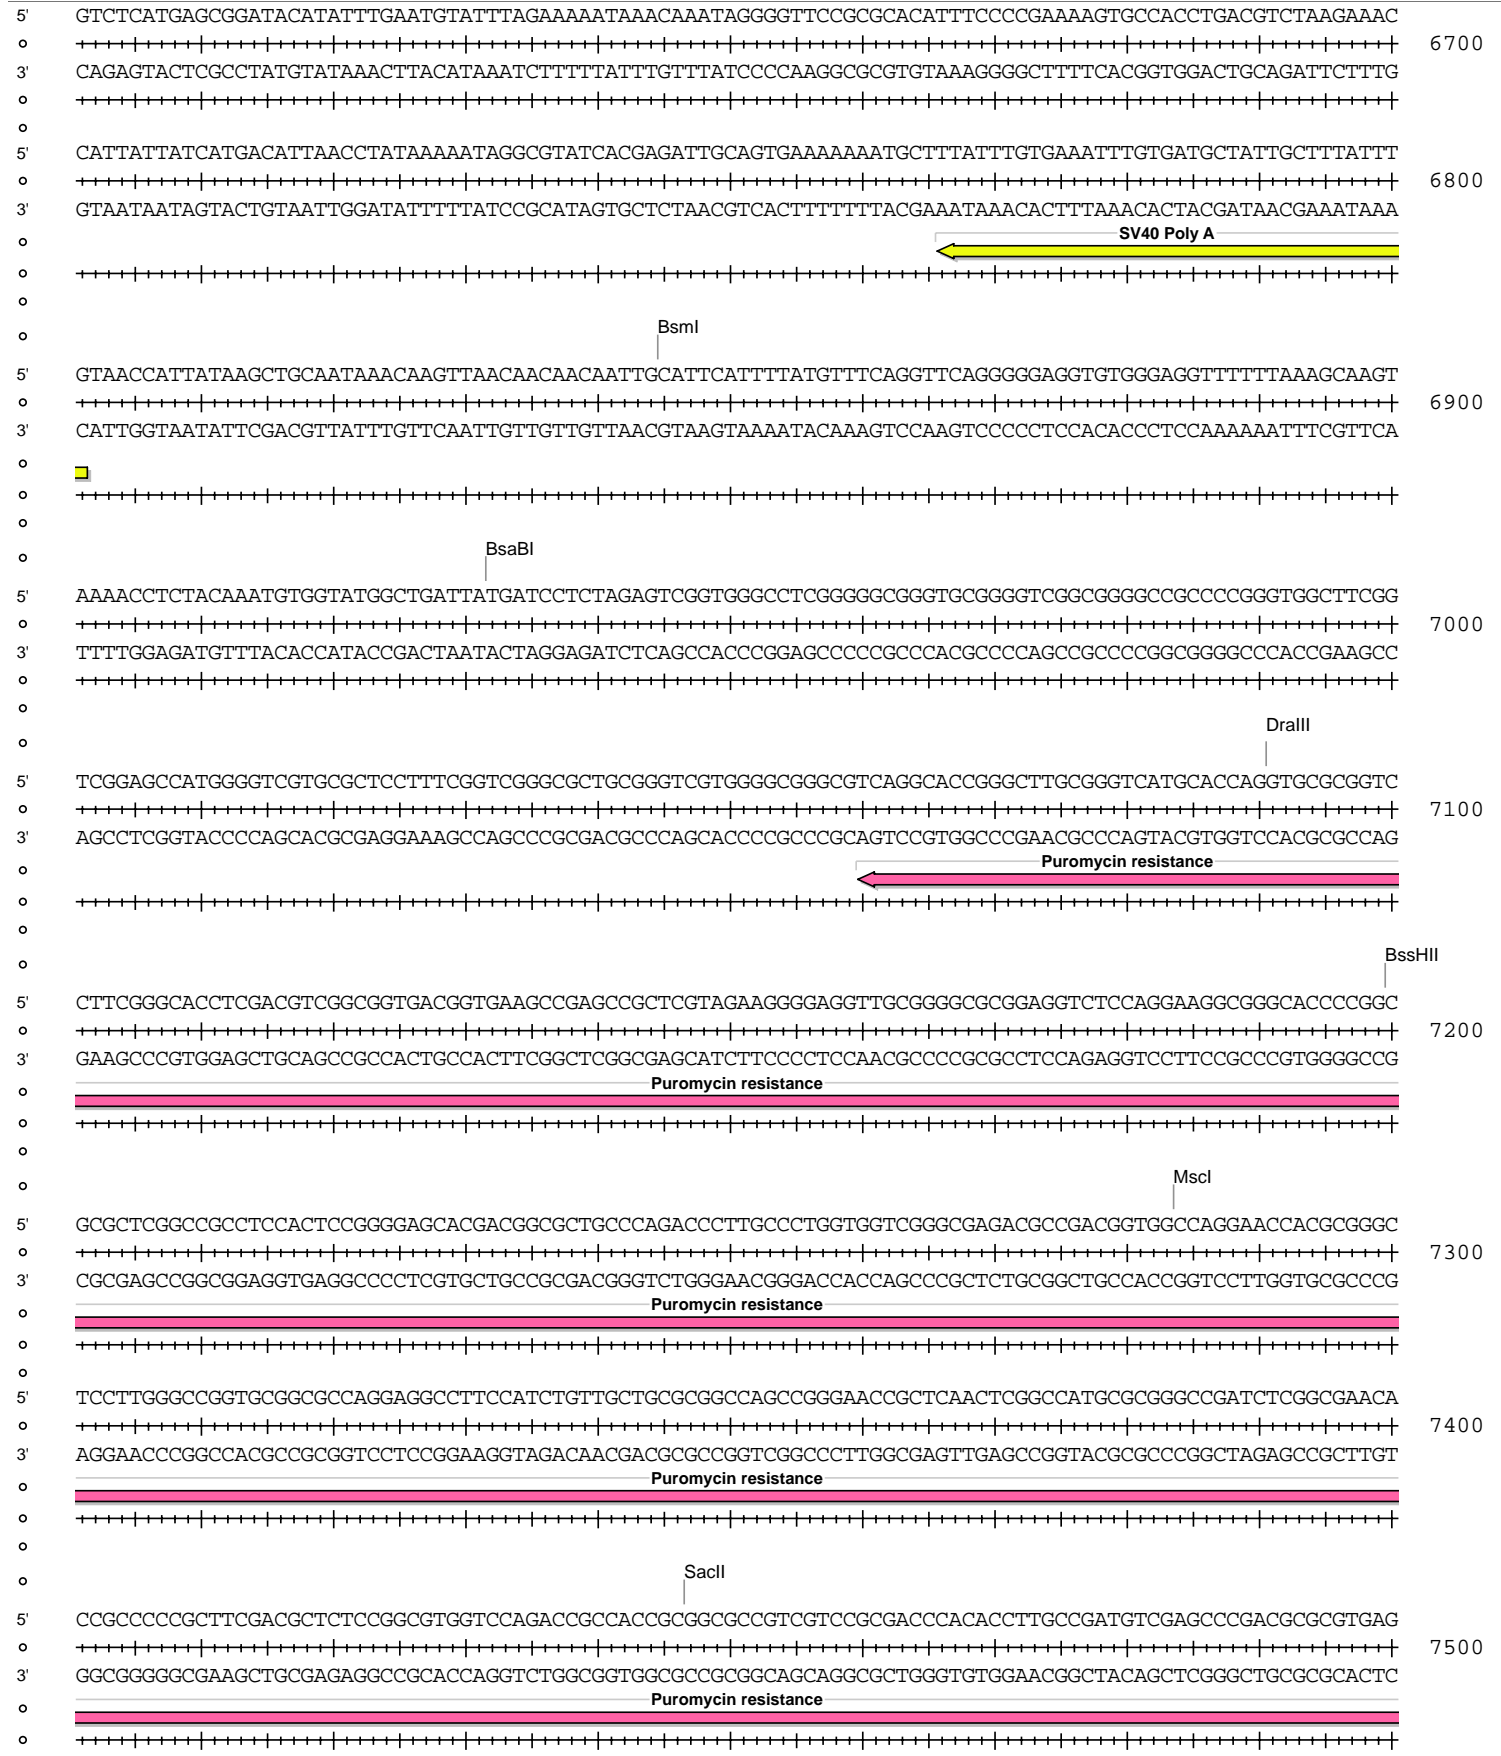 5' GTCTCATGAGCGGATACATATTTGAATGTATTTAGAAAAATAAACAAATAGGGGTTCCGCGCACATTTCCCCGAAAAGTGCCACCTGACGTCTAAGAAAC
6700
3' CAGAGTACTCGCCTATGTATAAACTTACATAAATCTTTTTATTTGTTTATCCCCAAGGCGCGTGTAAAGGGGCTTTTCACGGTGGACTGCAGATTCTTTG
5' CATTATTATCATGACATTAACCTATAAAAATAGGCGTATCACGAGATTGCAGTGAAAAAAATGCTTTATTTGTGAAATTTGTGATGCTATTGCTTTATTT
6800
3' GTAATAATAGTACTGTAATTGGATATTTTTATCCGCATAGTGCTCTAACGTCACTTTTTTTACGAAATAAACACTTTAAACACTACGATAACGAAATAAA
SV40 Poly A
BsmI
5' GTAACCATTATAAGCTGCAATAAACAAGTTAACAACAACAATTGCATTCATTTTATGTTTCAGGTTCAGGGGGAGGTGTGGGAGGTTTTTTAAAGCAAGT
6900
3' CATTGGTAATATTCGACGTTATTTGTTCAATTGTTGTTGTTAACGTAAGTAAAATACAAAGTCCAAGTCCCCCTCCACACCCTCCAAAAAATTTCGTTCA
BsaBI
5' AAAACCTCTACAAATGTGGTATGGCTGATTATGATCCTCTAGAGTCGGTGGGCCTCGGGGGCGGGTGCGGGGTCGGCGGGGCCGCCCCGGGTGGCTTCGG
7000
3' TTTTGGAGATGTTTACACCATACCGACTAATACTAGGAGATCTCAGCCACCCGGAGCCCCCGCCCACGCCCCAGCCGCCCCGGCGGGGCCCACCGAAGCC
DraIII
5' TCGGAGCCATGGGGTCGTGCGCTCCTTTCGGTCGGGCGCTGCGGGTCGTGGGGCGGGCGTCAGGCACCGGGCTTGCGGGTCATGCACCAGGTGCGCGGTC
7100
3' AGCCTCGGTACCCCAGCACGCGAGGAAAGCCAGCCCGCGACGCCCAGCACCCCGCCCGCAGTCCGTGGCCCGAACGCCCAGTACGTGGTCCACGCGCCAG
Puromycin resistance
BssHII
5' CTTCGGGCACCTCGACGTCGGCGGTGACGGTGAAGCCGAGCCGCTCGTAGAAGGGGAGGTTGCGGGGCGCGGAGGTCTCCAGGAAGGCGGGCACCCCGGC
7200
3' GAAGCCCGTGGAGCTGCAGCCGCCACTGCCACTTCGGCTCGGCGAGCATCTTCCCCTCCAACGCCCCGCGCCTCCAGAGGTCCTTCCGCCCGTGGGGCCG
Puromycin resistance
MscI
5' GCGCTCGGCCGCCTCCACTCCGGGGAGCACGACGGCGCTGCCCAGACCCTTGCCCTGGTGGTCGGGCGAGACGCCGACGGTGGCCAGGAACCACGCGGGC
7300
3' CGCGAGCCGGCGGAGGTGAGGCCCCTCGTGCTGCCGCGACGGGTCTGGGAACGGGACCACCAGCCCGCTCTGCGGCTGCCACCGGTCCTTGGTGCGCCCG
Puromycin resistance
5' TCCTTGGGCCGGTGCGGCGCCAGGAGGCCTTCCATCTGTTGCTGCGCGGCCAGCCGGGAACCGCTCAACTCGGCCATGCGCGGGCCGATCTCGGCGAACA
7400
3' AGGAACCCGGCCACGCCGCGGTCCTCCGGAAGGTAGACAACGACGCGCCGGTCGGCCCTTGGCGAGTTGAGCCGGTACGCGCCCGGCTAGAGCCGCTTGT
Puromycin resistance
SacII
5' CCGCCCCCGCTTCGACGCTCTCCGGCGTGGTCCAGACCGCCACCGCGGCGCCGTCGTCCGCGACCCACACCTTGCCGATGTCGAGCCCGACGCGCGTGAG
7500
3' GGCGGGGGCGAAGCTGCGAGAGGCCGCACCAGGTCTGGCGGTGGCGCCGCGGCAGCAGGCGCTGGGTGTGGAACGGCTACAGCTCGGGCTGCGCGCACTC
Puromycin resistance